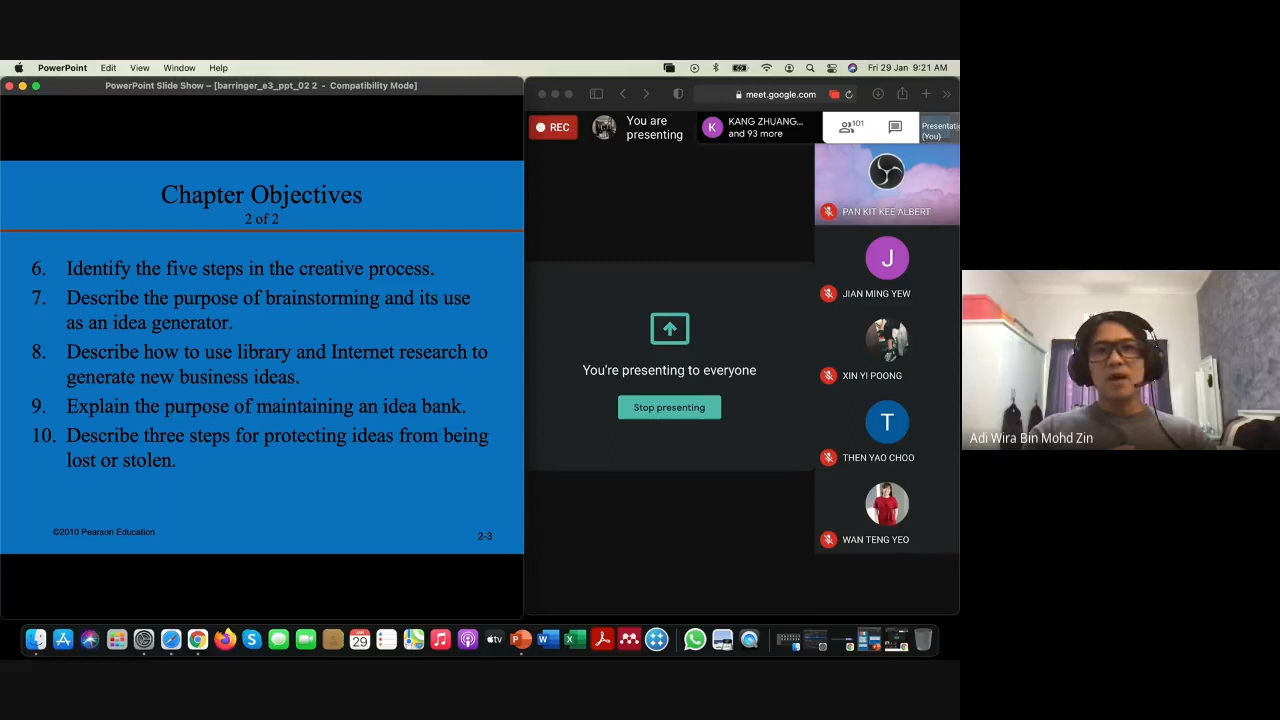 PowerPoint Edit View Window Help
Fri 29 Jan 9:21 AM
PowerPoint Slide Show – [barringer_e3_ppt_02 2 - Compatibility Mode]
Chapter Objectives
2 of 2
6. Identify the five steps in the creative process.
7. Describe the purpose of brainstorming and its use
as an idea generator.
8. Describe how to use library and Internet research to
generate new business ideas.
9. Explain the purpose of maintaining an idea bank.
10. Describe three steps for protecting ideas from being
lost or stolen.
©2010 Pearson Education
2-3
meet.google.com
REC
You are
presenting
K
KANG ZHUANG...
and 93 more
101
Presentatio
(You)
You're presenting to everyone
Stop presenting
PAN KIT KEE ALBERT
J
JIAN MING YEW
XIN YI POONG
T
THEN YAO CHOO
WAN TENG YEO
Adi Wira Bin Mohd Zin
JAN
29
tv
P
W
X
S